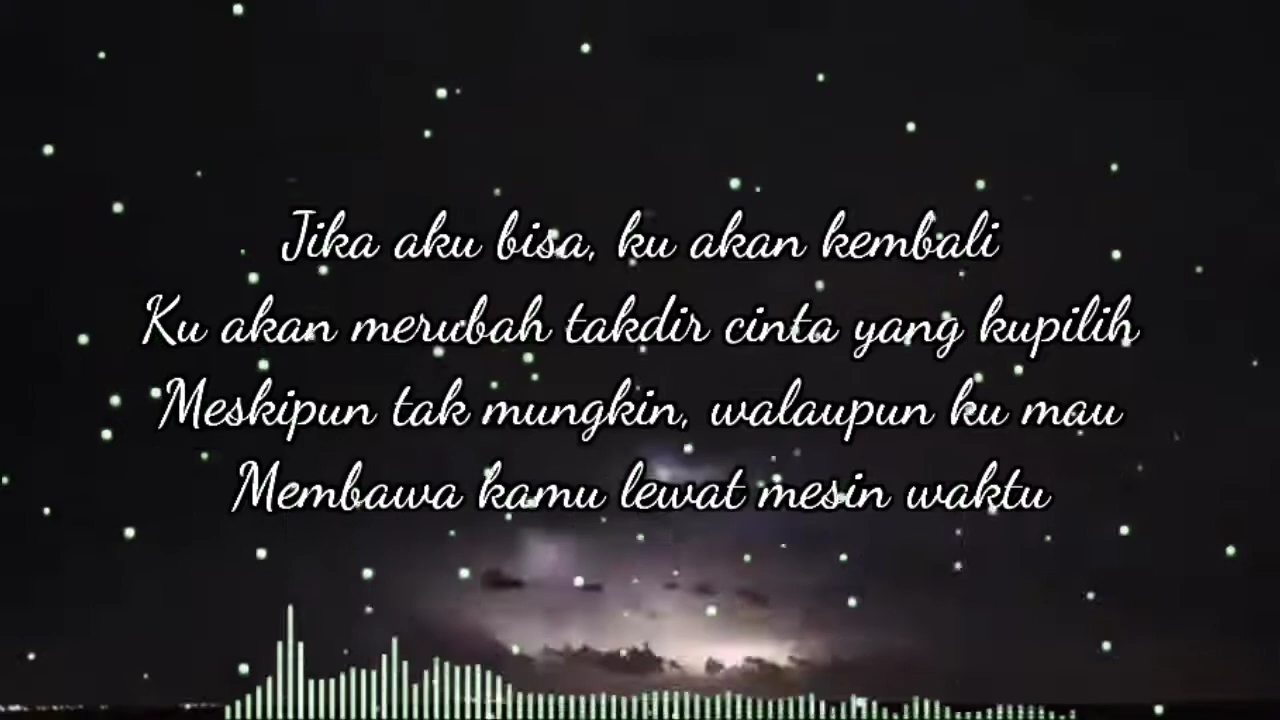 Jika aku bisa, ku akan kembali
Ku akan merubah takdir cinta yang kupilih
Meskipun tak mungkin, walaupun ku mau
Membawa kamu lewat mesin waktu